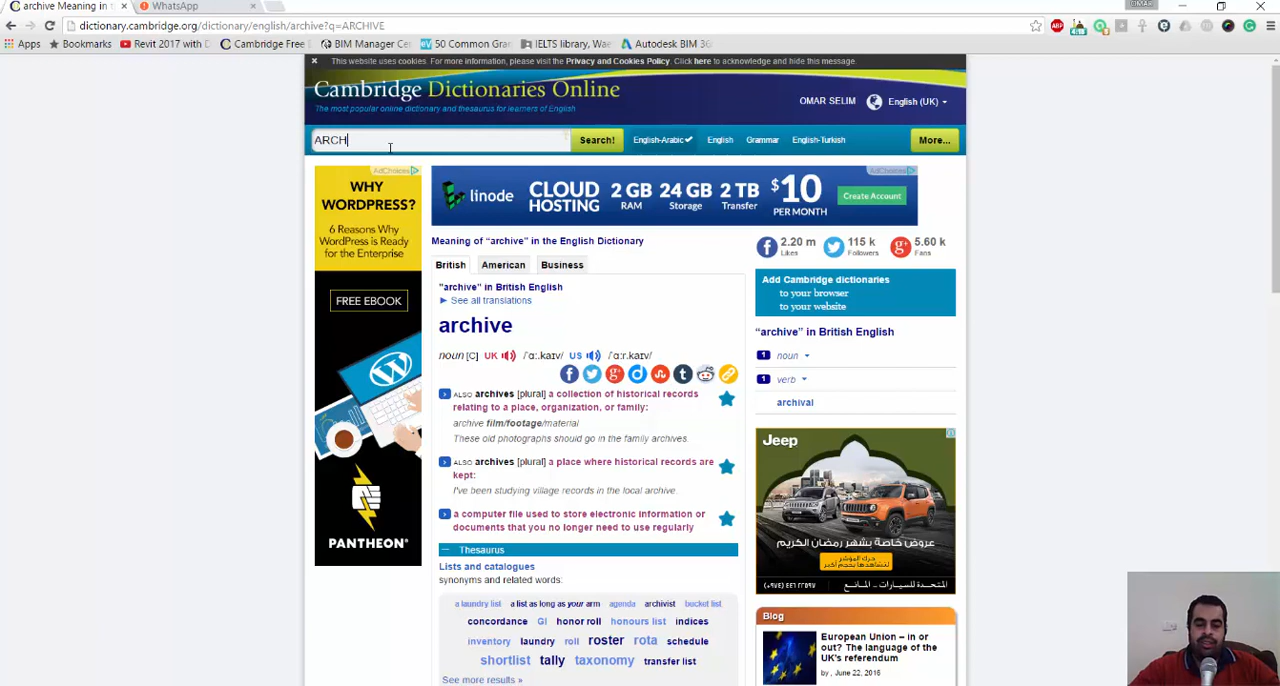 archive Meaning in
WhatsApp
OMAR
dictionary.cambridge.org/dictionary/english/archive?q=ARCHIVE
Apps
Bookmarks
Revit 2017 with D
Cambridge Free E
BIM Manager Ce
50 Common Gran
IELTS library, Wae
Autodesk BIM 36
This website uses cookies. For more information, please visit the Privacy and Cookies Policy. Click here to acknowledge and hide this message.
Cambridge Dictionaries Online
The most popular online dictionary and thesaurus for learners of English
OMAR SELIM
English (UK)
ARCH
Search!
English-Arabic
English
Grammar
English-Turkish
More...
AdChoices
WHY
WORDPRESS?
6 Reasons Why
WordPress is Ready
for the Enterprise
FREE EBOOK
PANTHEON®
AdChoices
linode
CLOUD
HOSTING
2 GB
RAM
24 GB
Storage
2 TB
Transfer
$10
PER MONTH
Create Account
Meaning of "archive" in the English Dictionary
British
American
Business
"archive" in British English
See all translations
archive
noun [C] UK /ˈɑː.kaɪv/ US /ˈɑːr.kaɪv/
ALSO archives [plural] a collection of historical records
relating to a place, organization, or family:
archive film/footage/material
These old photographs should go in the family archives.
ALSO archives [plural] a place where historical records are
kept:
I've been studying village records in the local archive.
a computer file used to store electronic information or
documents that you no longer need to use regularly
Thesaurus
Lists and catalogues
synonyms and related words:
a laundry list a list as long as your arm agenda archivist bucket list
concordance GI honor roll honours list indices
inventory laundry roll roster rota schedule
shortlist tally taxonomy transfer list
See more results »
2.20 m
Likes
115 k
Followers
5.60 k
Fans
Add Cambridge dictionaries
to your browser
to your website
"archive" in British English
1 noun
1 verb
archival
Jeep
عروض خاصة بشهر رمضان الكريم
المتحدة للسيارات - المانع
Blog
European Union – in or
out? The language of the
UK's referendum
by , June 22, 2016